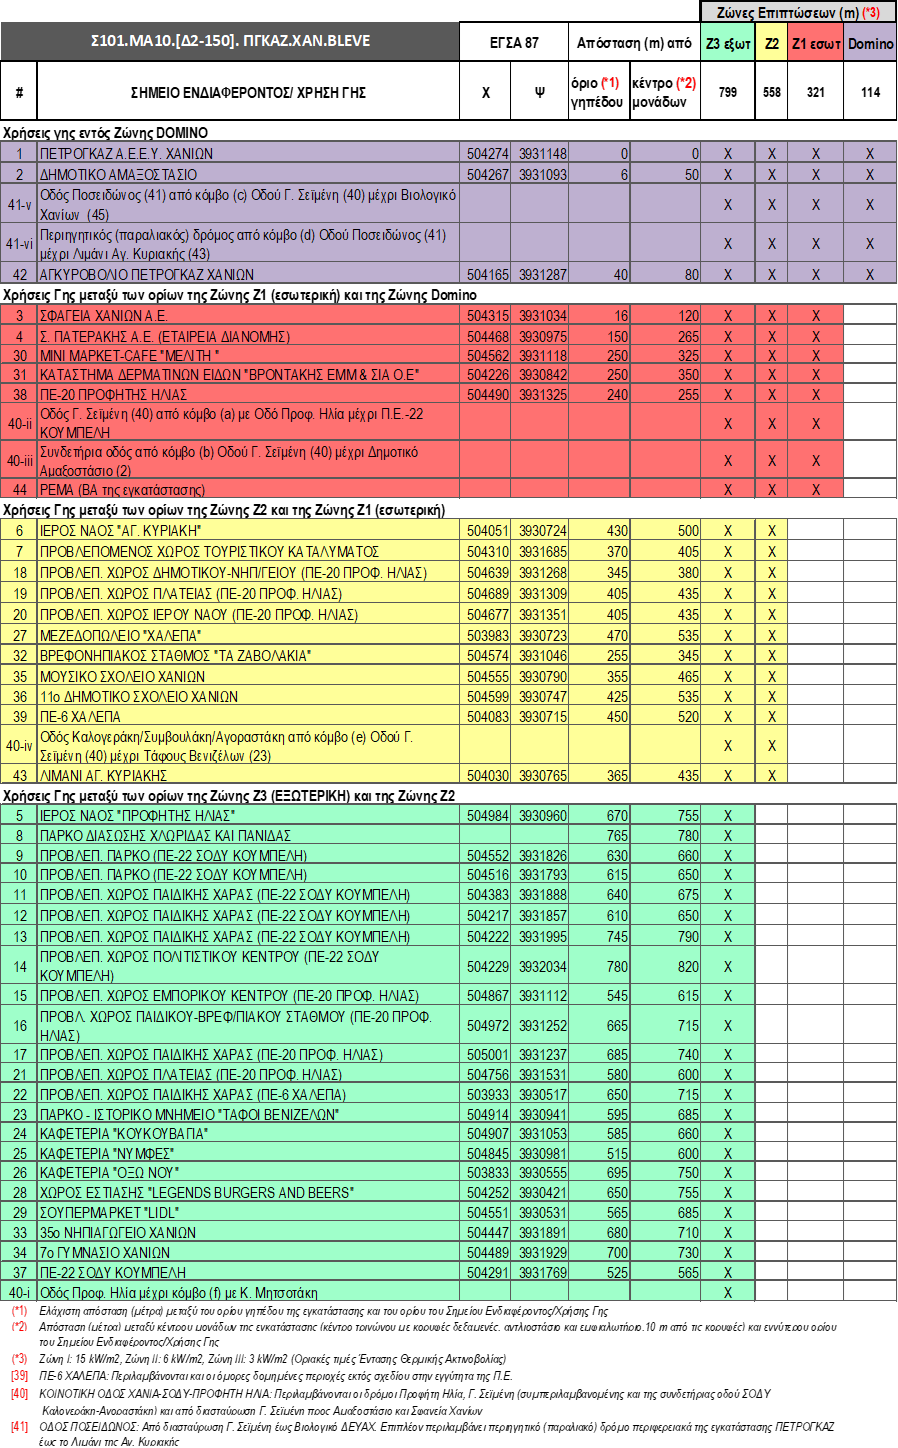 Ζώνες Επιπτώσεων (m) (*3)
Σ101.ΜΑ10.[Δ2-150]. ΠΓΚΑΖ.ΧΑΝ.BLEVE ΕΓΣΑ 87 Απόσταση (m) από Ζ3 εξωτ Ζ2 Ζ1 εσωτ Domino
# ΣΗΜΕΙΟ ΕΝΔΙΑΦΕΡΟΝΤΟΣ/ ΧΡΗΣΗ ΓΗΣ Χ Ψ όριο (*1) γηπέδου κέντρο (*2) μονάδων 799 558 321 114
Χρήσεις γης εντός Ζώνης DOMINO
1 ΠΕΤΡΟΓΚΑΖ Α.Ε.Ε.Υ. ΧΑΝΙΩΝ 504274 3931148 0 0 X X X X
2 ΔΗΜΟΤΙΚΟ ΑΜΑΞΟΣΤΑΣΙΟ 504267 3931093 6 50 X X X X
41-v Οδός Ποσειδώνος (41) από κόμβο (c) Οδού Γ. Σεϊμένη (40) μέχρι Βιολογικό
Χανίων (45) X X X X
41-vi Περιηγητικός (παραλιακός) δρόμος από κόμβο (d) Οδού Ποσειδώνος (41)
μέχρι Λιμάνι Αγ. Κυριακής (43) X X X X
42 ΑΓΚΥΡΟΒΟΛΙΟ ΠΕΤΡΟΓΚΑΖ ΧΑΝΙΩΝ 504165 3931287 40 80 X X X X
Χρήσεις Γης μεταξύ των ορίων της Ζώνης Ζ1 (εσωτερική) και της Ζώνης Domino
3 ΣΦΑΓΕΙΑ ΧΑΝΙΩΝ Α.Ε. 504315 3931034 16 120 X X X
4 Σ. ΠΑΤΕΡΑΚΗΣ Α.Ε. (ΕΤΑΙΡΕΙΑ ΔΙΑΝΟΜΗΣ) 504468 3930975 150 265 X X X
30 ΜΙΝΙ ΜΑΡΚΕΤ-CAFE "ΜΕΛΙΤΗ " 504562 3931118 250 325 X X X
31 ΚΑΤΑΣΤΗΜΑ ΔΕΡΜΑΤΙΝΩΝ ΕΙΔΩΝ "ΒΡΟΝΤΑΚΗΣ ΕΜΜ & ΣΙΑ Ο.Ε" 504226 3930842 250 350 X X X
38 ΠΕ-20 ΠΡΟΦΗΤΗΣ ΗΛΙΑΣ 504490 3931325 240 255 X X X
40-ii Οδός Γ. Σεϊμένη (40) από κόμβο (a) με Οδό Προφ. Ηλία μέχρι Π.Ε.-22
ΚΟΥΜΠΕΛΗ X X X
40-iii Συνδετήρια οδός από κόμβο (b) Οδού Γ. Σεϊμένη (40) μέχρι Δημοτικό
Αμαξοστάσιο (2) X X X
44 ΡΕΜΑ (ΒΑ της εγκατάστασης) X X X
Χρήσεις Γης μεταξύ των ορίων της Ζώνης Ζ2 και της Ζώνης Ζ1 (εσωτερική)
6 ΙΕΡΟΣ ΝΑΟΣ "ΑΓ. ΚΥΡΙΑΚΗ" 504051 3930724 430 500 X X
7 ΠΡΟΒΛΕΠΟΜΕΝΟΣ ΧΩΡΟΣ ΤΟΥΡΙΣΤΙΚΟΥ ΚΑΤΑΛΥΜΑΤΟΣ 504310 3931685 370 405 X X
18 ΠΡΟΒΛΕΠ. ΧΩΡΟΣ ΔΗΜΟΤΙΚΟΥ-ΝΗΠ/ΓΕΙΟΥ (ΠΕ-20 ΠΡΟΦ. ΗΛΙΑΣ) 504639 3931268 345 380 X X
19 ΠΡΟΒΛΕΠ. ΧΩΡΟΣ ΠΛΑΤΕΙΑΣ (ΠΕ-20 ΠΡΟΦ. ΗΛΙΑΣ) 504689 3931309 405 435 X X
20 ΠΡΟΒΛΕΠ. ΧΩΡΟΣ ΙΕΡΟΥ ΝΑΟΥ (ΠΕ-20 ΠΡΟΦ. ΗΛΙΑΣ) 504677 3931351 405 435 X X
27 ΜΕΖΕΔΟΠΩΛΕΙΟ "ΧΑΛΕΠΑ" 503983 3930723 470 535 X X
32 ΒΡΕΦΟΝΗΠΙΑΚΟΣ ΣΤΑΘΜΟΣ "ΤΑ ΖΑΒΟΛΑΚΙΑ" 504574 3931046 255 345 X X
35 ΜΟΥΣΙΚΟ ΣΧΟΛΕΙΟ ΧΑΝΙΩΝ 504555 3930790 355 465 X X
36 11ο ΔΗΜΟΤΙΚΟ ΣΧΟΛΕΙΟ ΧΑΝΙΩΝ 504599 3930747 425 535 X X
39 ΠΕ-6 ΧΑΛΕΠΑ 504083 3930715 450 520 X X
40-iv Οδός Καλογεράκη/Συμβουλάκη/Αγοραστάκη από κόμβο (e) Οδού Γ.
Σεϊμένη (40) μέχρι Τάφους Βενιζέλων (23) X X
43 ΛΙΜΑΝΙ ΑΓ. ΚΥΡΙΑΚΗΣ 504030 3930765 365 435 X X
Χρήσεις Γης μεταξύ των ορίων της Ζώνης Ζ3 (ΕΞΩΤΕΡΙΚΗ) και της Ζώνης Ζ2
5 ΙΕΡΟΣ ΝΑΟΣ "ΠΡΟΦΗΤΗΣ ΗΛΙΑΣ" 504984 3930960 670 755 X
8 ΠΑΡΚΟ ΔΙΑΣΩΣΗΣ ΧΛΩΡΙΔΑΣ ΚΑΙ ΠΑΝΙΔΑΣ 765 780 X
9 ΠΡΟΒΛΕΠ. ΠΑΡΚΟ (ΠΕ-22 ΣΟΔΥ ΚΟΥΜΠΕΛΗ) 504552 3931826 630 660 X
10 ΠΡΟΒΛΕΠ. ΠΑΡΚΟ (ΠΕ-22 ΣΟΔΥ ΚΟΥΜΠΕΛΗ) 504516 3931793 615 650 X
11 ΠΡΟΒΛΕΠ. ΧΩΡΟΣ ΠΑΙΔΙΚΗΣ ΧΑΡΑΣ (ΠΕ-22 ΣΟΔΥ ΚΟΥΜΠΕΛΗ) 504383 3931888 640 675 X
12 ΠΡΟΒΛΕΠ. ΧΩΡΟΣ ΠΑΙΔΙΚΗΣ ΧΑΡΑΣ (ΠΕ-22 ΣΟΔΥ ΚΟΥΜΠΕΛΗ) 504217 3931857 610 650 X
13 ΠΡΟΒΛΕΠ. ΧΩΡΟΣ ΠΑΙΔΙΚΗΣ ΧΑΡΑΣ (ΠΕ-22 ΣΟΔΥ ΚΟΥΜΠΕΛΗ) 504222 3931995 745 790 X
14 ΠΡΟΒΛΕΠ. ΧΩΡΟΣ ΠΟΛΙΤΙΣΤΙΚΟΥ ΚΕΝΤΡΟΥ (ΠΕ-22 ΣΟΔΥ
ΚΟΥΜΠΕΛΗ) 504229 3932034 780 820 X
15 ΠΡΟΒΛΕΠ. ΧΩΡΟΣ ΕΜΠΟΡΙΚΟΥ ΚΕΝΤΡΟΥ (ΠΕ-20 ΠΡΟΦ. ΗΛΙΑΣ) 504867 3931112 545 615 X
16 ΠΡΟΒΛ. ΧΩΡΟΣ ΠΑΙΔΙΚΟΥ-ΒΡΕΦ/ΠΙΑΚΟΥ ΣΤΑΘΜΟΥ (ΠΕ-20 ΠΡΟΦ.
ΗΛΙΑΣ) 504972 3931252 665 715 X
17 ΠΡΟΒΛΕΠ. ΧΩΡΟΣ ΠΑΙΔΙΚΗΣ ΧΑΡΑΣ (ΠΕ-20 ΠΡΟΦ. ΗΛΙΑΣ) 505001 3931237 685 740 X
21 ΠΡΟΒΛΕΠ. ΧΩΡΟΣ ΠΛΑΤΕΙΑΣ (ΠΕ-20 ΠΡΟΦ. ΗΛΙΑΣ) 504756 3931531 580 600 X
22 ΠΡΟΒΛΕΠ. ΧΩΡΟΣ ΠΑΙΔΙΚΗΣ ΧΑΡΑΣ (ΠΕ-6 ΧΑΛΕΠΑ) 503933 3930517 650 715 X
23 ΠΑΡΚΟ - ΙΣΤΟΡΙΚΟ ΜΝΗΜΕΙΟ "ΤΑΦΟΙ ΒΕΝΙΖΕΛΩΝ" 504914 3930941 595 685 X
24 ΚΑΦΕΤΕΡΙΑ "ΚΟΥΚΟΥΒΑΓΙΑ" 504907 3931053 585 660 X
25 ΚΑΦΕΤΕΡΙΑ "ΝΥΜΦΕΣ" 504845 3930981 515 600 X
26 ΚΑΦΕΤΕΡΙΑ "ΟΞΩ ΝΟΥ" 503833 3930555 695 750 X
28 ΧΩΡΟΣ ΕΣΤΙΑΣΗΣ "LEGENDS BURGERS AND BEERS" 504252 3930421 650 755 X
29 ΣΟΥΠΕΡΜΑΡΚΕΤ "LIDL" 504551 3930531 565 685 X
33 35ο ΝΗΠΙΑΓΩΓΕΙΟ ΧΑΝΙΩΝ 504447 3931891 680 710 X
34 7ο ΓΥΜΝΑΣΙΟ ΧΑΝΙΩΝ 504489 3931929 700 730 X
37 ΠΕ-22 ΣΟΔΥ ΚΟΥΜΠΕΛΗ 504291 3931769 525 565 X
40-i Οδός Προφ. Ηλία μέχρι κόμβο (f) με Κ. Μητσοτάκη X
(*1) Ελάχιστη απόσταση (μέτρα) μεταξύ του ορίου γηπέδου της εγκατάστασης και του ορίου του Σημείου Ενδιαφέροντος/Χρήσης Γης
(*2) Απόσταση (μέτρα) μεταξύ κέντρου μονάδων της εγκατάστασης (κέντρο τριγώνου με κορυφές δεξαμενές, αντλιοστάσιο και εμφιαλωτήριο,10 m από τις κορυφές) και εγγύτερου ορίου
του Σημείου Ενδιαφέροντος/Χρήσης Γης
(*3) Ζώνη Ι: 15 kW/m2, Ζώνη ΙΙ: 6 kW/m2, Ζώνη ΙΙΙ: 3 kW/m2 (Οριακές τιμές Έντασης Θερμικής Ακτινοβολίας)
[39] ΠΕ-6 ΧΑΛΕΠΑ: Περιλαμβάνονται και οι όμορες δομημένες περιοχές εκτός σχεδίου στην εγγύτητα της Π.Ε.
[40] ΚΟΙΝΟΤΙΚΗ ΟΔΟΣ ΧΑΝΙΑ-ΣΟΔΥ-ΠΡΟΦΗΤΗ ΗΛΙΑ: Περιλαμβάνονται οι δρόμοι Προφήτη Ηλία, Γ. Σεϊμένη (συμπεριλαμβανομένης και της συνδετήριας οδού ΣΟΔΥ
Καλογεράκη-Αγοραστάκη) και από διασταύρωση Γ. Σεϊμένη προς Αμαξοστάσιο και Σφαγεία Χανίων
[41] ΟΔΟΣ ΠΟΣΕΙΔΩΝΟΣ: Από διασταύρωση Γ. Σεϊμένη έως Βιολογικό ΔΕΥΑΧ. Επιπλέον περιλαμβάνει περιηγητικό (παραλιακό) δρόμο περιφερειακά της εγκατάστασης ΠΕΤΡΟΓΚΑΖ
έως το Λιμάνι της Αγ. Κυριακής